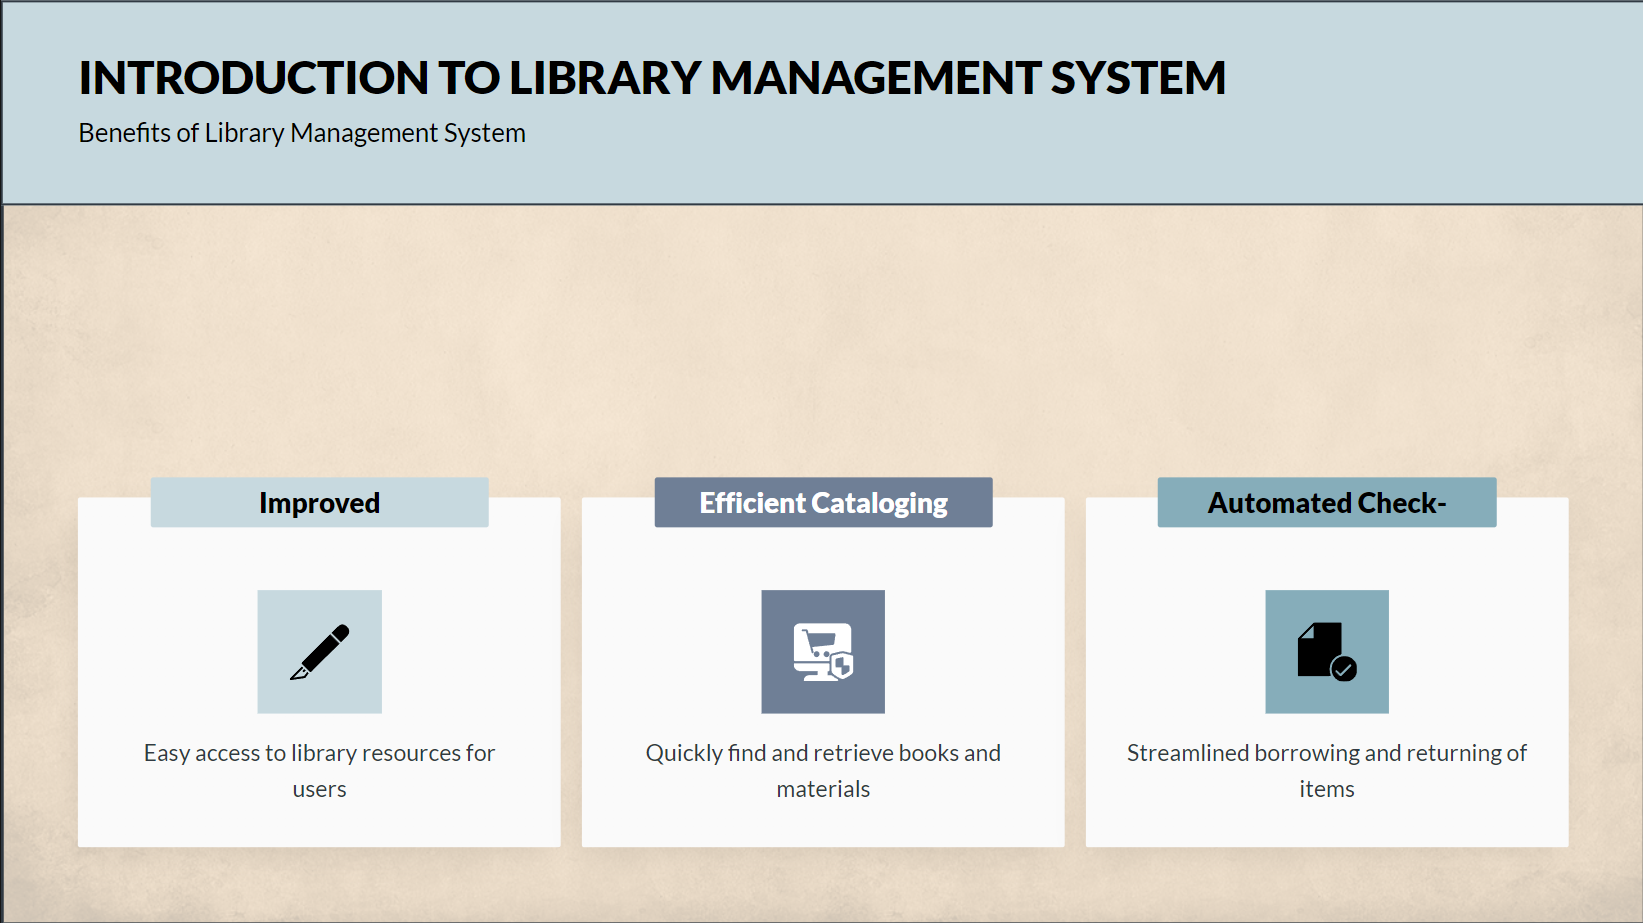 INTRODUCTION TO LIBRARY MANAGEMENT SYSTEM
Benefits of Library Management System
Improved
Easy access to library resources for
users
Efficient Cataloging
Quickly find and retrieve books and
materials
Automated Check-
Streamlined borrowing and returning of
items